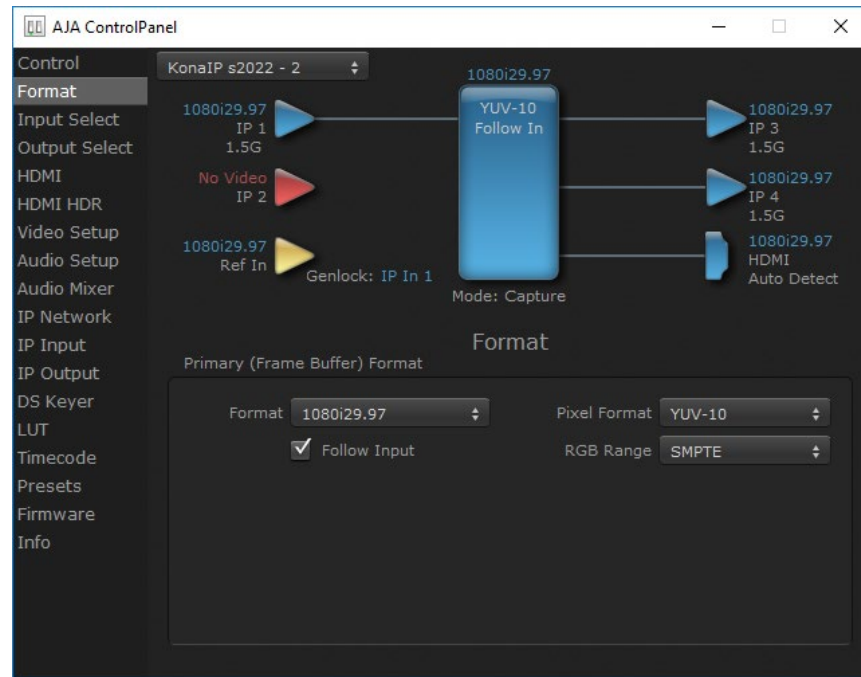 AJA ControlPanel
Control
Format
Input Select
Output Select
HDMI
HDMI HDR
Video Setup
Audio Setup
Audio Mixer
IP Network
IP Input
IP Output
DS Keyer
LUT
Timecode
Presets
Firmware
Info
KonaIP s2022 - 2
1080i29.97
1080i29.97
IP 1
1.5G
No Video
IP 2
1080i29.97
Ref In
Genlock: IP In 1
YUV-10
Follow In
Mode: Capture
1080i29.97
IP 3
1.5G
1080i29.97
IP 4
1.5G
1080i29.97
HDMI
Auto Detect
Format
Primary (Frame Buffer) Format
Format 1080i29.97
Follow Input
Pixel Format YUV-10
RGB Range SMPTE